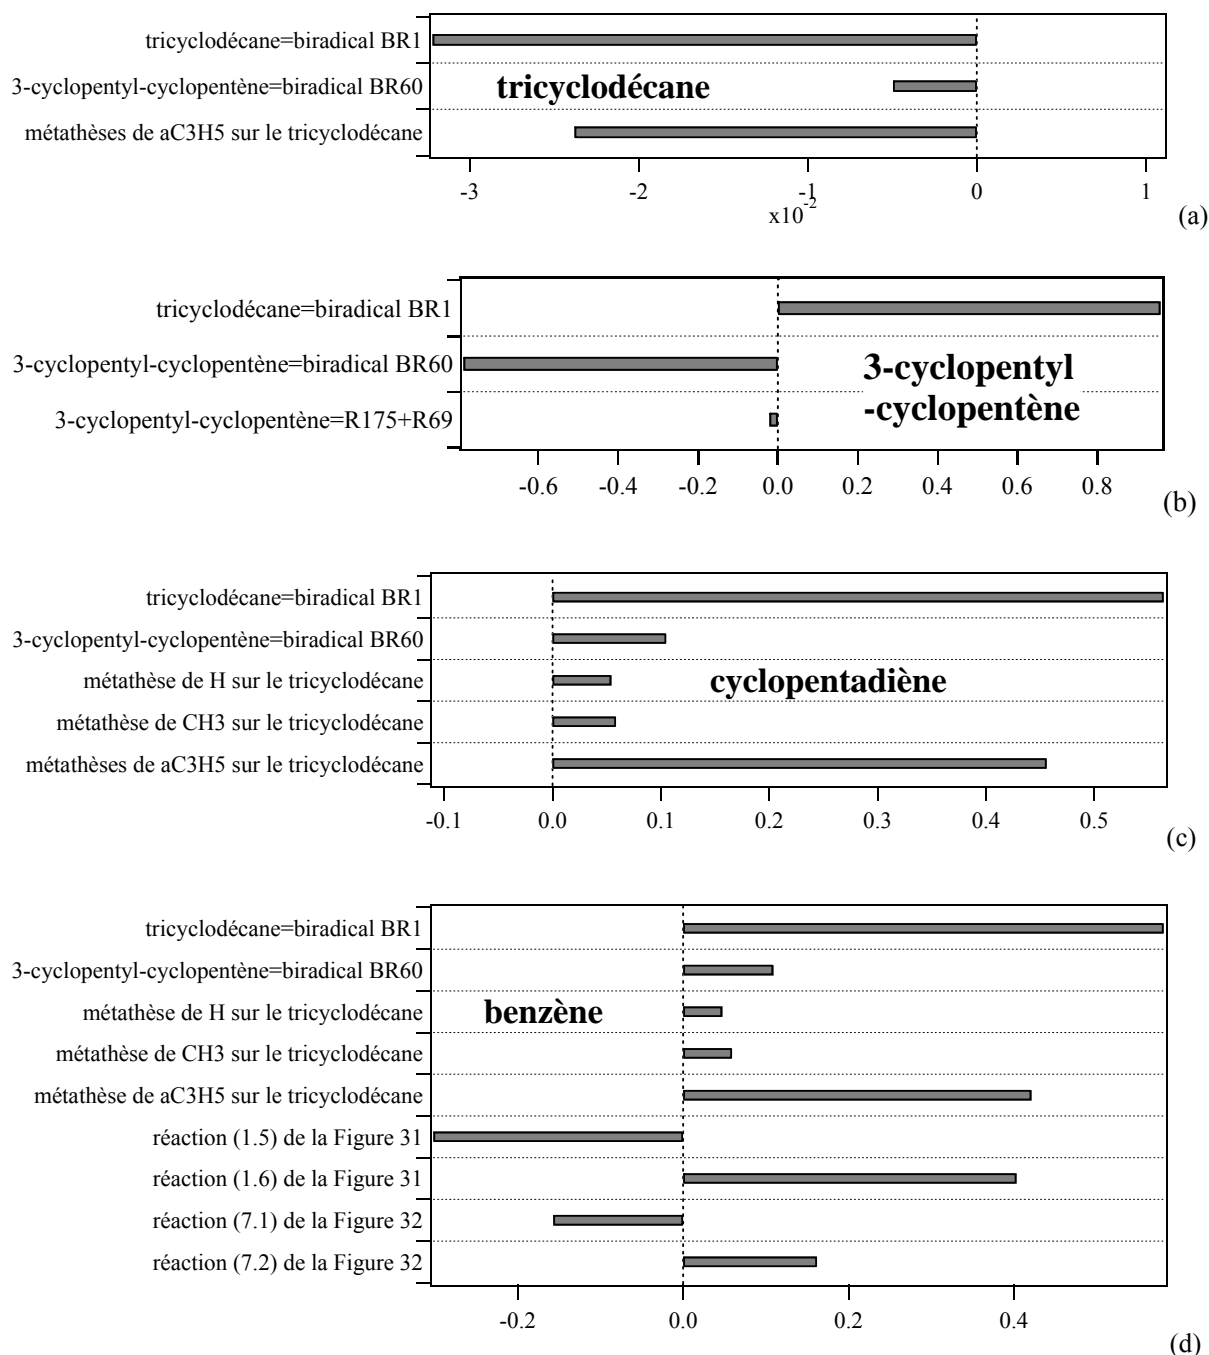 tricyclodécane=biradical BR1
3-cyclopentyl-cyclopentène=biradical BR60
tricyclodécane
métathèses de aC3H5 sur le tricyclodécane
-3 -2 -1 0 1
x10-2
(a)
tricyclodécane=biradical BR1
3-cyclopentyl-cyclopentène=biradical BR60
3-cyclopentyl
-cyclopentène
3-cyclopentyl-cyclopentène=R175+R69
-0.6 -0.4 -0.2 0.0 0.2 0.4 0.6 0.8
(b)
tricyclodécane=biradical BR1
3-cyclopentyl-cyclopentène=biradical BR60
métathèse de H sur le tricyclodécane
cyclopentadiène
métathèse de CH3 sur le tricyclodécane
métathèses de aC3H5 sur le tricyclodécane
-0.1 0.0 0.1 0.2 0.3 0.4 0.5
(c)
tricyclodécane=biradical BR1
3-cyclopentyl-cyclopentène=biradical BR60
métathèse de H sur le tricyclodécane
benzène
métathèse de CH3 sur le tricyclodécane
métathèse de aC3H5 sur le tricyclodécane
réaction (1.5) de la Figure 31
réaction (1.6) de la Figure 31
réaction (7.1) de la Figure 32
réaction (7.2) de la Figure 32
-0.2 0.0 0.2 0.4
(d)